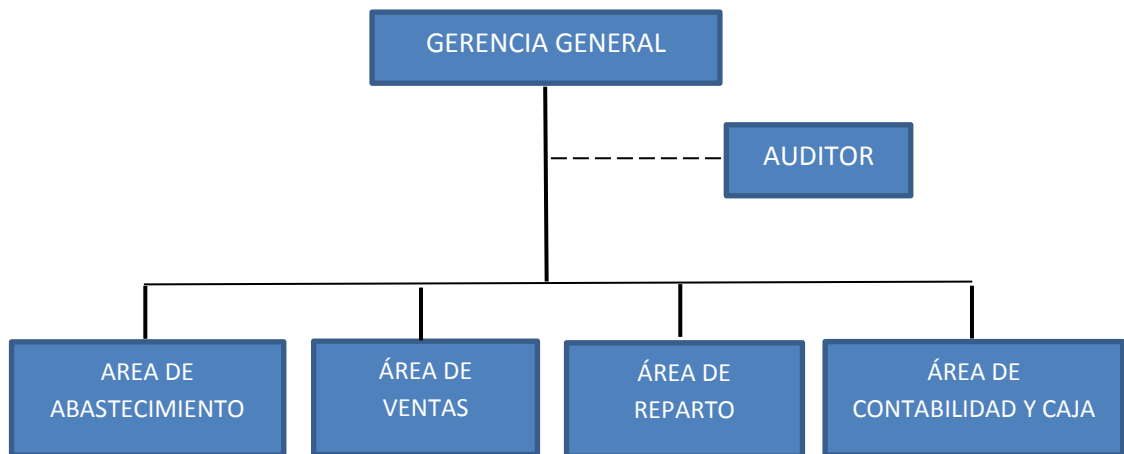 GERENCIA GENERAL
AUDITOR
AREA DE
ABASTECIMIENTO
ÁREA DE
VENTAS
ÁREA DE
REPARTO
ÁREA DE
CONTABILIDAD Y CAJA